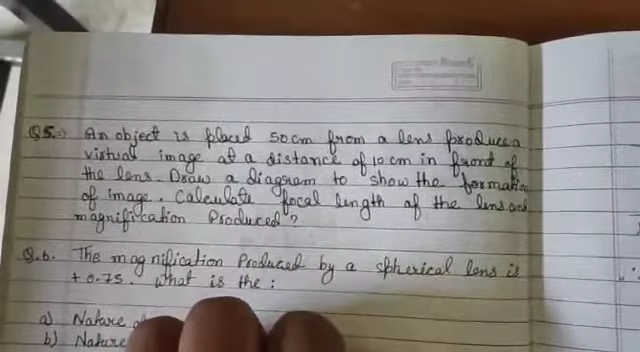 Q5.⇒ An object is placed 50cm from a lens produce a
virtual image at a distance of 10 cm in front of
the lens. Draw a diagram to show the formation
of image. Calculate focal length of the lens and
magnification Produced?
Q.6. The magnification Produced by a spherical lens is
+0.75. What is the:
a) Nature
b) Nature